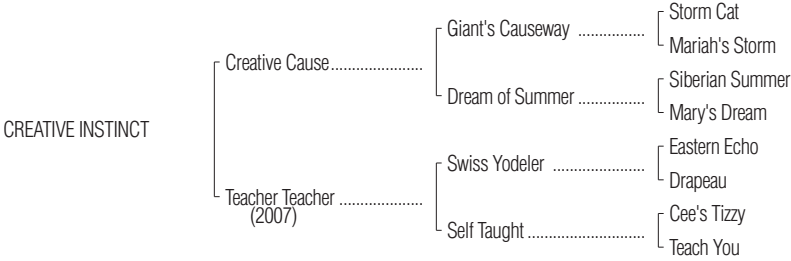 Storm Cat
Giant's Causeway ................
Mariah's Storm
Creative Cause......................
Siberian Summer
Dream of Summer ................
Mary's Dream
CREATIVE INSTINCT
Eastern Echo
Swiss Yodeler ......................
Drapeau
Teacher Teacher ....................
(2007)
Cee's Tizzy
Self Taught ............................
Teach You